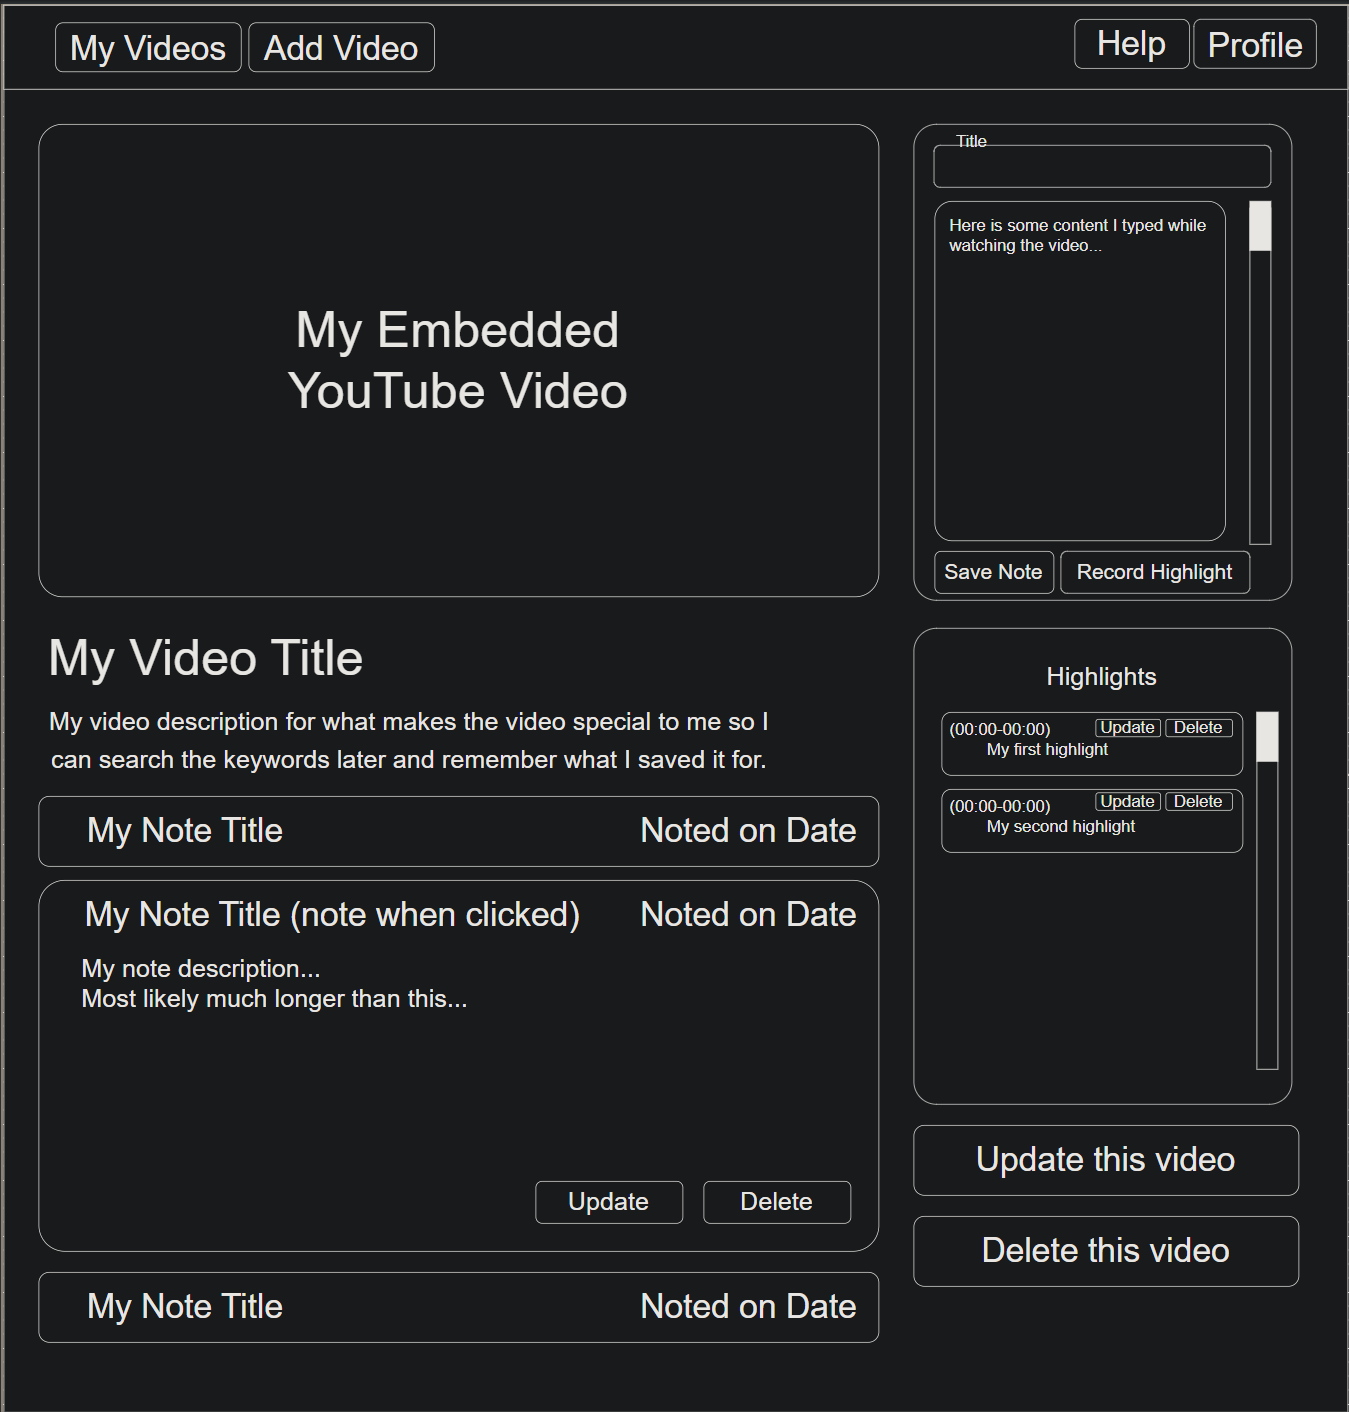 My Videos
Add Video
Help
Profile
My Embedded
YouTube Video
Title
Here is some content I typed while
watching the video...
Save Note
Record Highlight
My Video Title
My video description for what makes the video special to me so I
can search the keywords later and remember what I saved it for.
My Note Title
Noted on Date
My Note Title (note when clicked)
Noted on Date
My note description...
Most likely much longer than this...
Update
Delete
My Note Title
Noted on Date
Highlights
(00:00-00:00)
Update
Delete
My first highlight
(00:00-00:00)
Update
Delete
My second highlight
Update this video
Delete this video